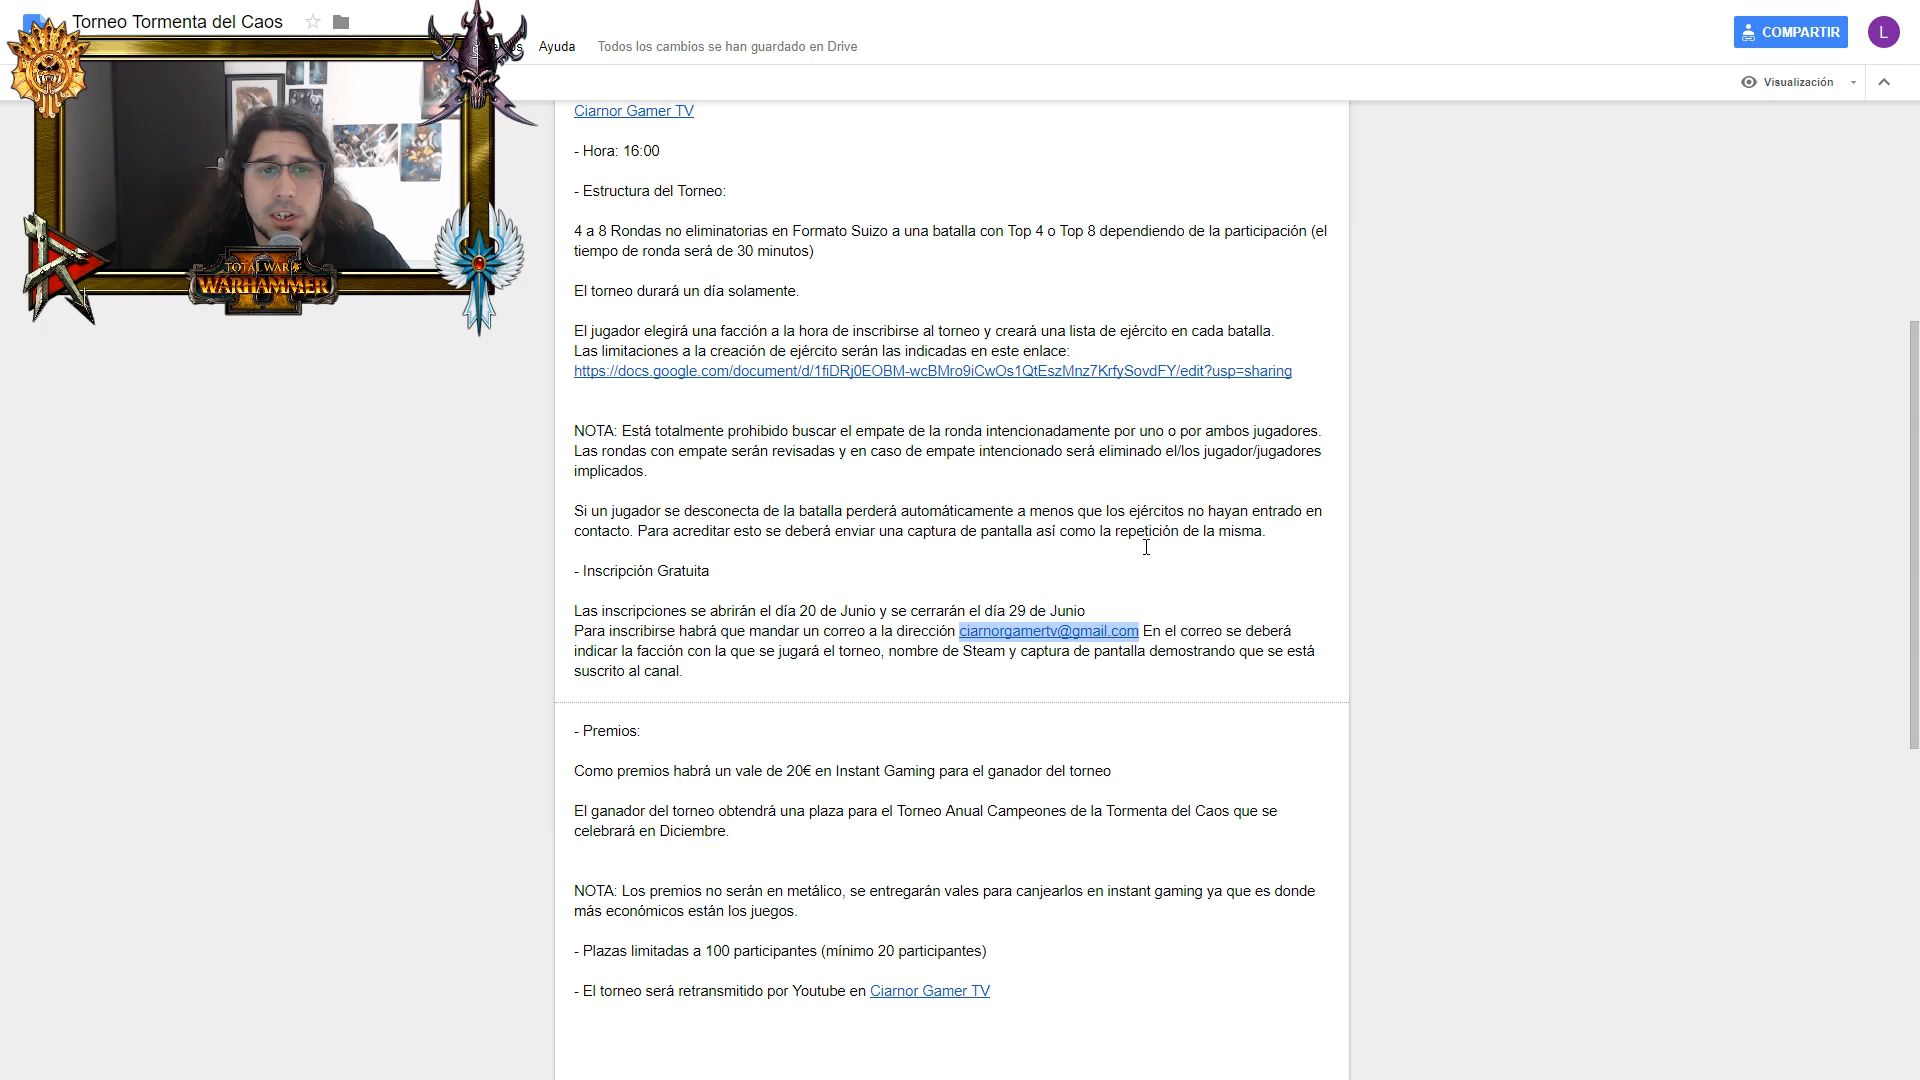 Torneo Tormenta del Caos
Ayuda
Todos los cambios se han guardado en Drive
COMPARTIR
L
Visualización
TOTAL WAR
WARHAMMER
II
Ciarnor Gamer TV
- Hora: 16:00
- Estructura del Torneo:
4 a 8 Rondas no eliminatorias en Formato Suizo a una batalla con Top 4 o Top 8 dependiendo de la participación (el
tiempo de ronda será de 30 minutos)
El torneo durará un día solamente.
El jugador elegirá una facción a la hora de inscribirse al torneo y creará una lista de ejército en cada batalla.
Las limitaciones a la creación de ejército serán las indicadas en este enlace:
https://docs.google.com/document/d/1fiDRj0EOBM-wcBMro9iCwOs1QtEszMnz7KrfySovdFY/edit?usp=sharing
NOTA: Está totalmente prohibido buscar el empate de la ronda intencionadamente por uno o por ambos jugadores.
Las rondas con empate serán revisadas y en caso de empate intencionado será eliminado el/los jugador/jugadores
implicados.
Si un jugador se desconecta de la batalla perderá automáticamente a menos que los ejércitos no hayan entrado en
contacto. Para acreditar esto se deberá enviar una captura de pantalla así como la repetición de la misma.
- Inscripción Gratuita
Las inscripciones se abrirán el día 20 de Junio y se cerrarán el día 29 de Junio
Para inscribirse habrá que mandar un correo a la dirección ciarnorgamertv@gmail.com En el correo se deberá
indicar la facción con la que se jugará el torneo, nombre de Steam y captura de pantalla demostrando que se está
suscrito al canal.
- Premios:
Como premios habrá un vale de 20€ en Instant Gaming para el ganador del torneo
El ganador del torneo obtendrá una plaza para el Torneo Anual Campeones de la Tormenta del Caos que se
celebrará en Diciembre.
NOTA: Los premios no serán en metálico, se entregarán vales para canjearlos en instant gaming ya que es donde
más económicos están los juegos.
- Plazas limitadas a 100 participantes (mínimo 20 participantes)
- El torneo será retransmitido por Youtube en Ciarnor Gamer TV